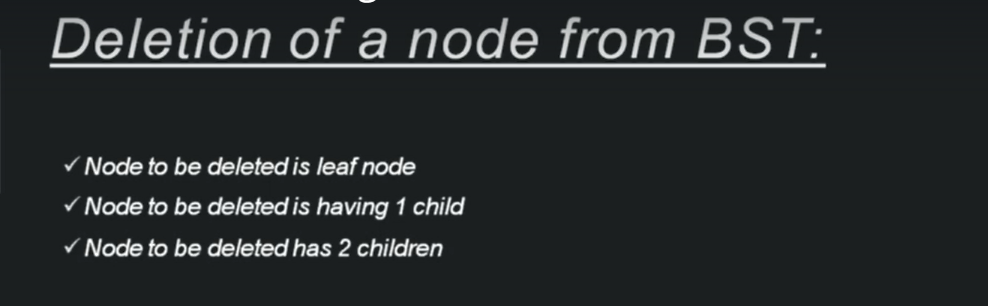 Deletion of a node from BST:
✓ Node to be deleted is leaf node
✓ Node to be deleted is having 1 child
✓ Node to be deleted has 2 children